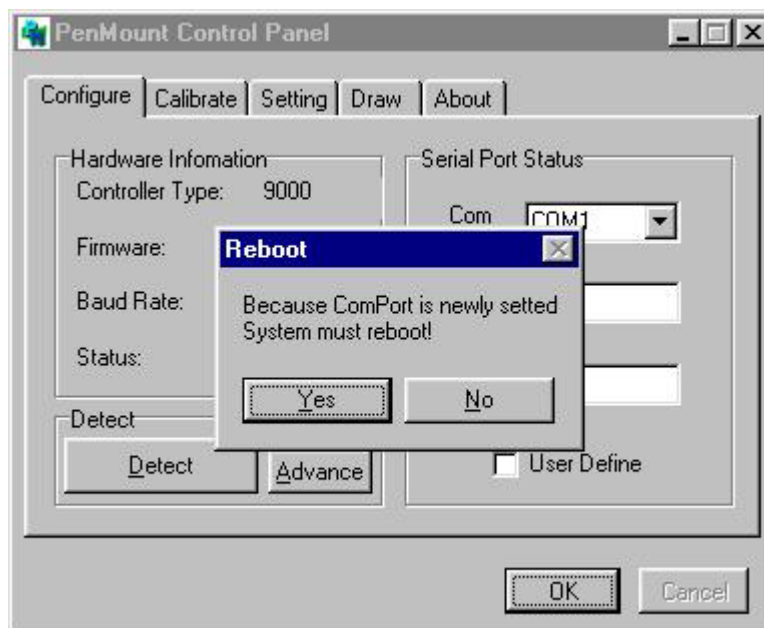 PenMount Control Panel
Configure Calibrate Setting Draw About
Hardware Infomation
Controller Type: 9000
Firmware:
Baud Rate:
Status:
Serial Port Status
Com COM1
Reboot
Because ComPort is newly setted
System must reboot!
Yes No
Detect
Detect Advance
User Define
OK Cancel